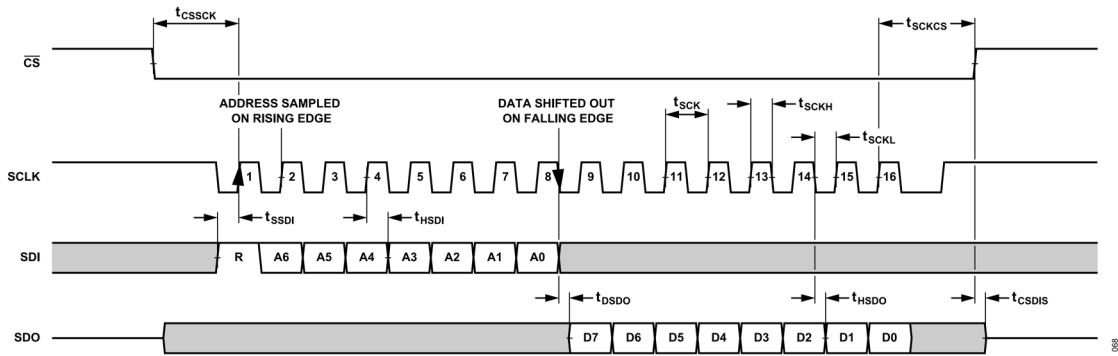 tCSSCK
tSCKCS
CS
ADDRESS SAMPLED
ON RISING EDGE
DATA SHIFTED OUT
ON FALLING EDGE
tSCK
tSCKH
tSCKL
SCLK
1 2 3 4 5 6 7 8 9 10 11 12 13 14 15 16
tSSDI
tHSDI
SDI
R A6 A5 A4 A3 A2 A1 A0
tDSDO
tHSDO
tCSDIS
SDO
D7 D6 D5 D4 D3 D2 D1 D0